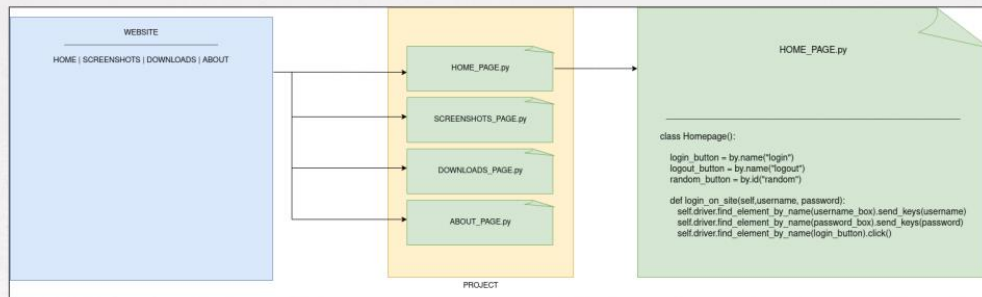 WEBSITE
HOME | SCREENSHOTS | DOWNLOADS | ABOUT
HOME_PAGE.py
SCREENSHOTS_PAGE.py
DOWNLOADS_PAGE.py
ABOUT_PAGE.py
PROJECT
HOME_PAGE.py
class Homepage():
login_button = by.name("login")
logout_button = by.name("logout")
random_button = by.id("random")
def login_on_site(self,username, password):
self.driver.find_element_by_name(username_box).send_keys(username)
self.driver.find_element_by_name(password_box).send_keys(password)
self.driver.find_element_by_name(login_button).click()